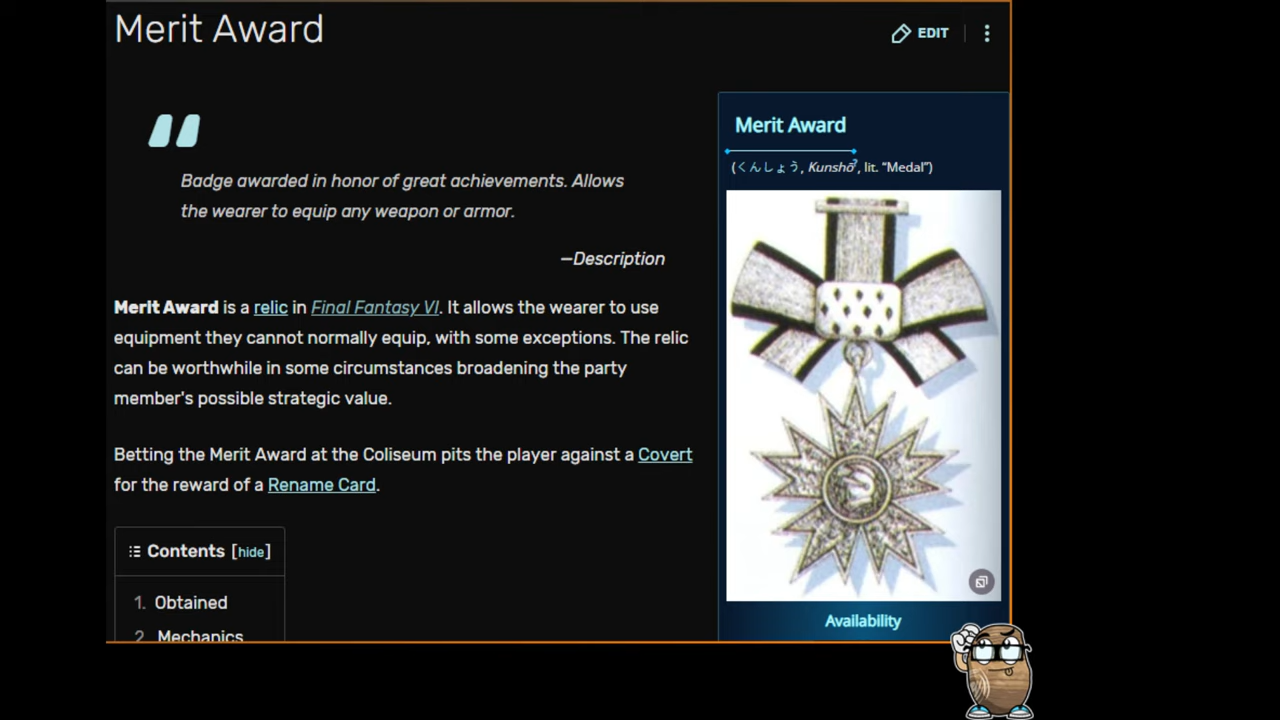 Merit Award
EDIT
Badge awarded in honor of great achievements. Allows
the wearer to equip any weapon or armor.
—Description
Merit Award is a relic in Final Fantasy VI. It allows the wearer to use
equipment they cannot normally equip, with some exceptions. The relic
can be worthwhile in some circumstances broadening the party
member's possible strategic value.
Betting the Merit Award at the Coliseum pits the player against a Covert
for the reward of a Rename Card.
Contents [hide]
1. Obtained
2. Mechanics
Merit Award
(くんしょう, Kunshō?, lit. “Medal”)
Availability